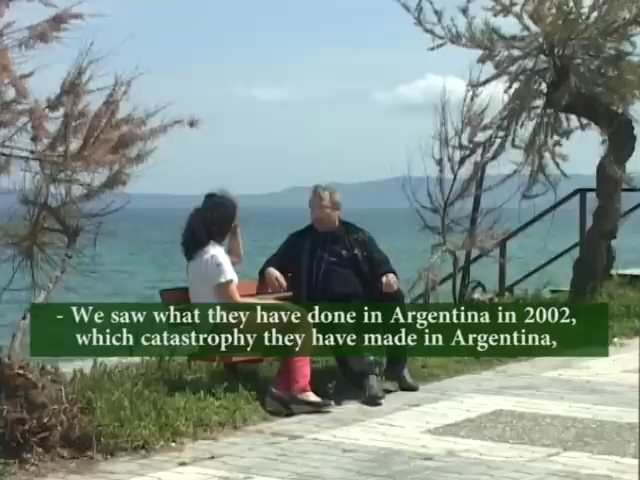 - We saw what they have done in Argentina in 2002,
which catastrophy they have made in Argentina,